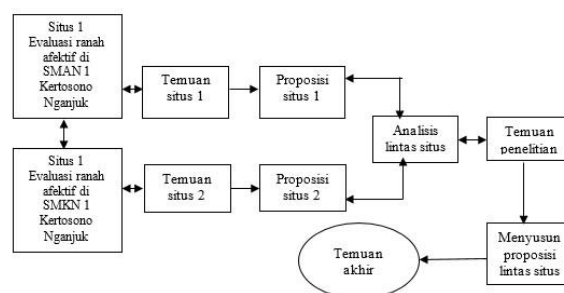 Situs 1
Evaluasi ranah
afektif di
SMAN 1
Kertosono
Nganjuk
Temuan
situs 1
Proposisi
situs 1
Analisis
lintas situs
Temuan
penelitian
Situs 1
Evaluasi ranah
afektif di
SMKN 1
Kertosono
Nganjuk
Temuan
situs 2
Proposisi
situs 2
Menyusun
proposisi
lintas situs
Temuan
akhir